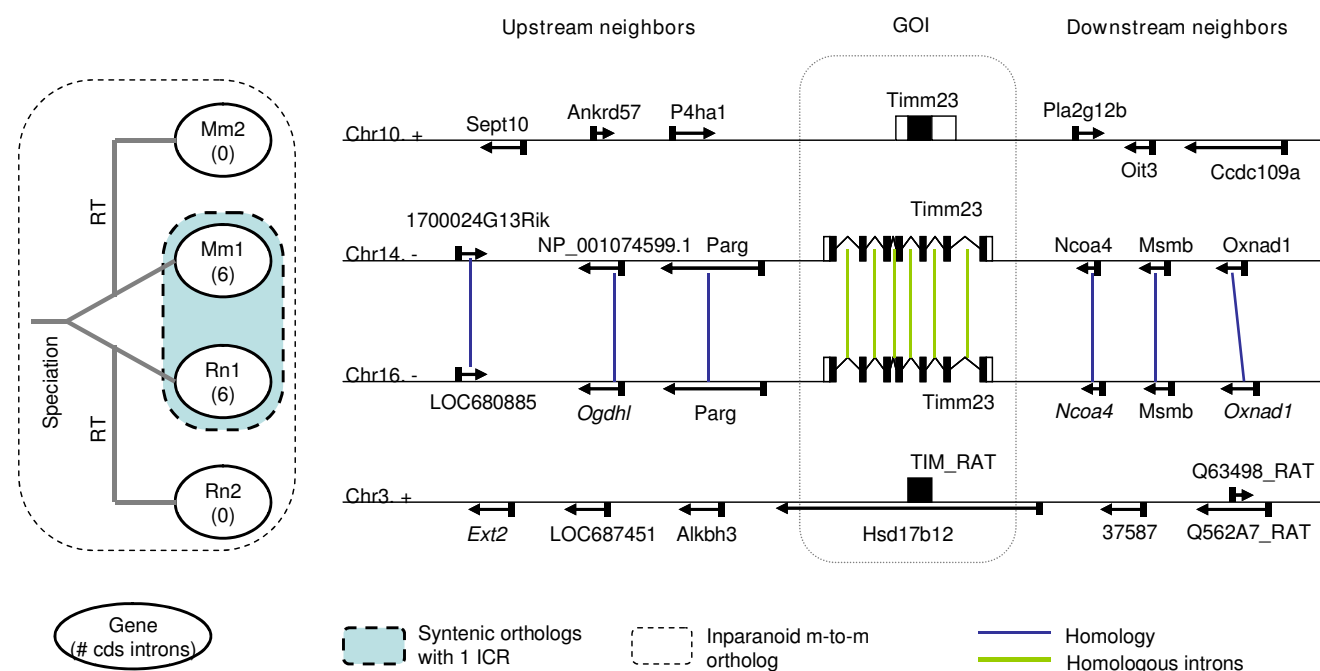 Upstream neighbors
GOI
Downstream neighbors
Mm2
(0)
Mm1
(6)
Rn1
(6)
Rn2
(0)
RT
RT
Speciation
Chr10. +
Sept10
Ankrd57
P4ha1
Timm23
Pla2g12b
Oit3
Ccdc109a
Chr14. -
1700024G13Rik
NP_001074599.1
Parg
Timm23
Ncoa4
Msmb
Oxnad1
Chr16. -
LOC680885
Ogdhl
Parg
Timm23
Ncoa4
Msmb
Oxnad1
Chr3. +
Ext2
LOC687451
Alkbh3
TIM_RAT
Hsd17b12
37587
Q63498_RAT
Q562A7_RAT
Gene
(# cds introns)
Syntenic orthologs
with 1 ICR
Inparanoid m-to-m
ortholog
Homology
Homologous introns